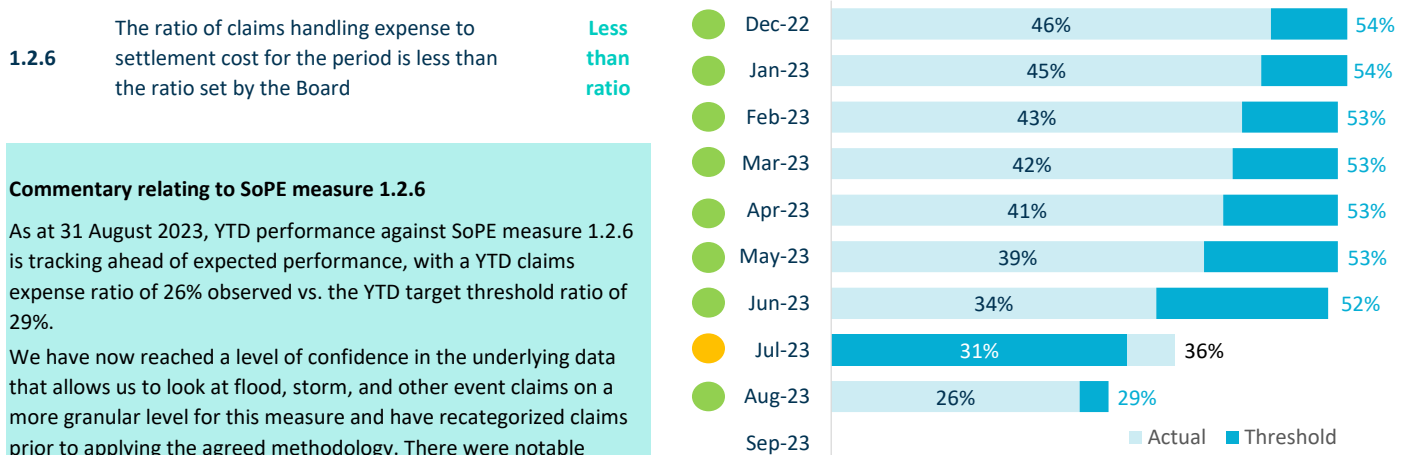 1.2.6
The ratio of claims handling expense to
settlement cost for the period is less than
the ratio set by the Board
Less
than
ratio
Commentary relating to SoPE measure 1.2.6
As at 31 August 2023, YTD performance against SoPE measure 1.2.6
is tracking ahead of expected performance, with a YTD claims
expense ratio of 26% observed vs. the YTD target threshold ratio of
29%.
We have now reached a level of confidence in the underlying data
that allows us to look at flood, storm, and other event claims on a
more granular level for this measure and have recategorized claims
prior to applying the agreed methodology. There were notable
Dec-22 46% 54%
Jan-23 45% 54%
Feb-23 43% 53%
Mar-23 42% 53%
Apr-23 41% 53%
May-23 39% 53%
Jun-23 34% 52%
Jul-23 31% 36%
Aug-23 26% 29%
Sep-23
Actual Threshold